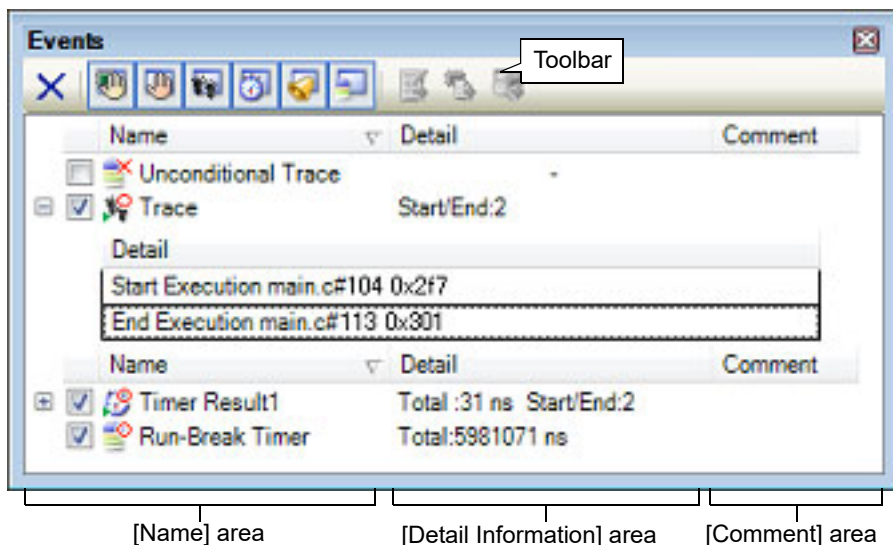 Events
Toolbar
Name Detail Comment
Unconditional Trace -
Trace Start/End:2
Detail
Start Execution main.c#104 0x2f7
End Execution main.c#113 0x301
Name Detail Comment
Timer Result1 Total :31 ns Start/End:2
Run-Break Timer Total:5981071 ns
[Name] area [Detail Information] area [Comment] area